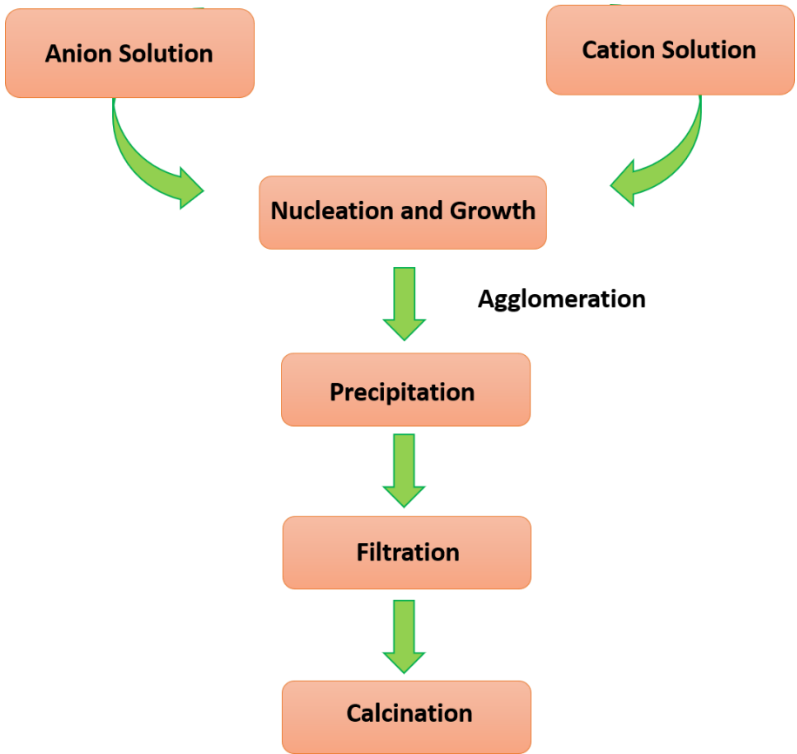 Anion Solution
Cation Solution
Nucleation and Growth
Agglomeration
Precipitation
Filtration
Calcination